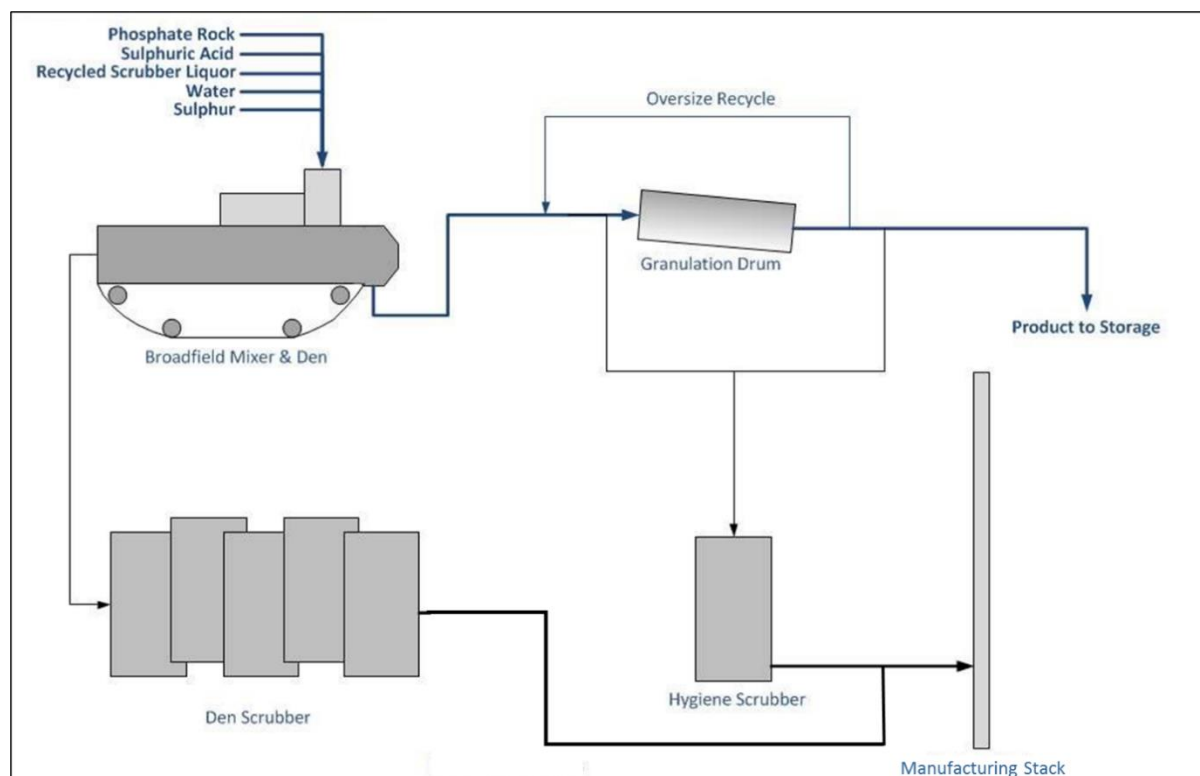 Phosphate Rock
Sulphuric Acid
Recycled Scrubber Liquor
Water
Sulphur
Oversize Recycle
Granulation Drum
Product to Storage
Broadfield Mixer & Den
Hygiene Scrubber
Den Scrubber
Manufacturing Stack